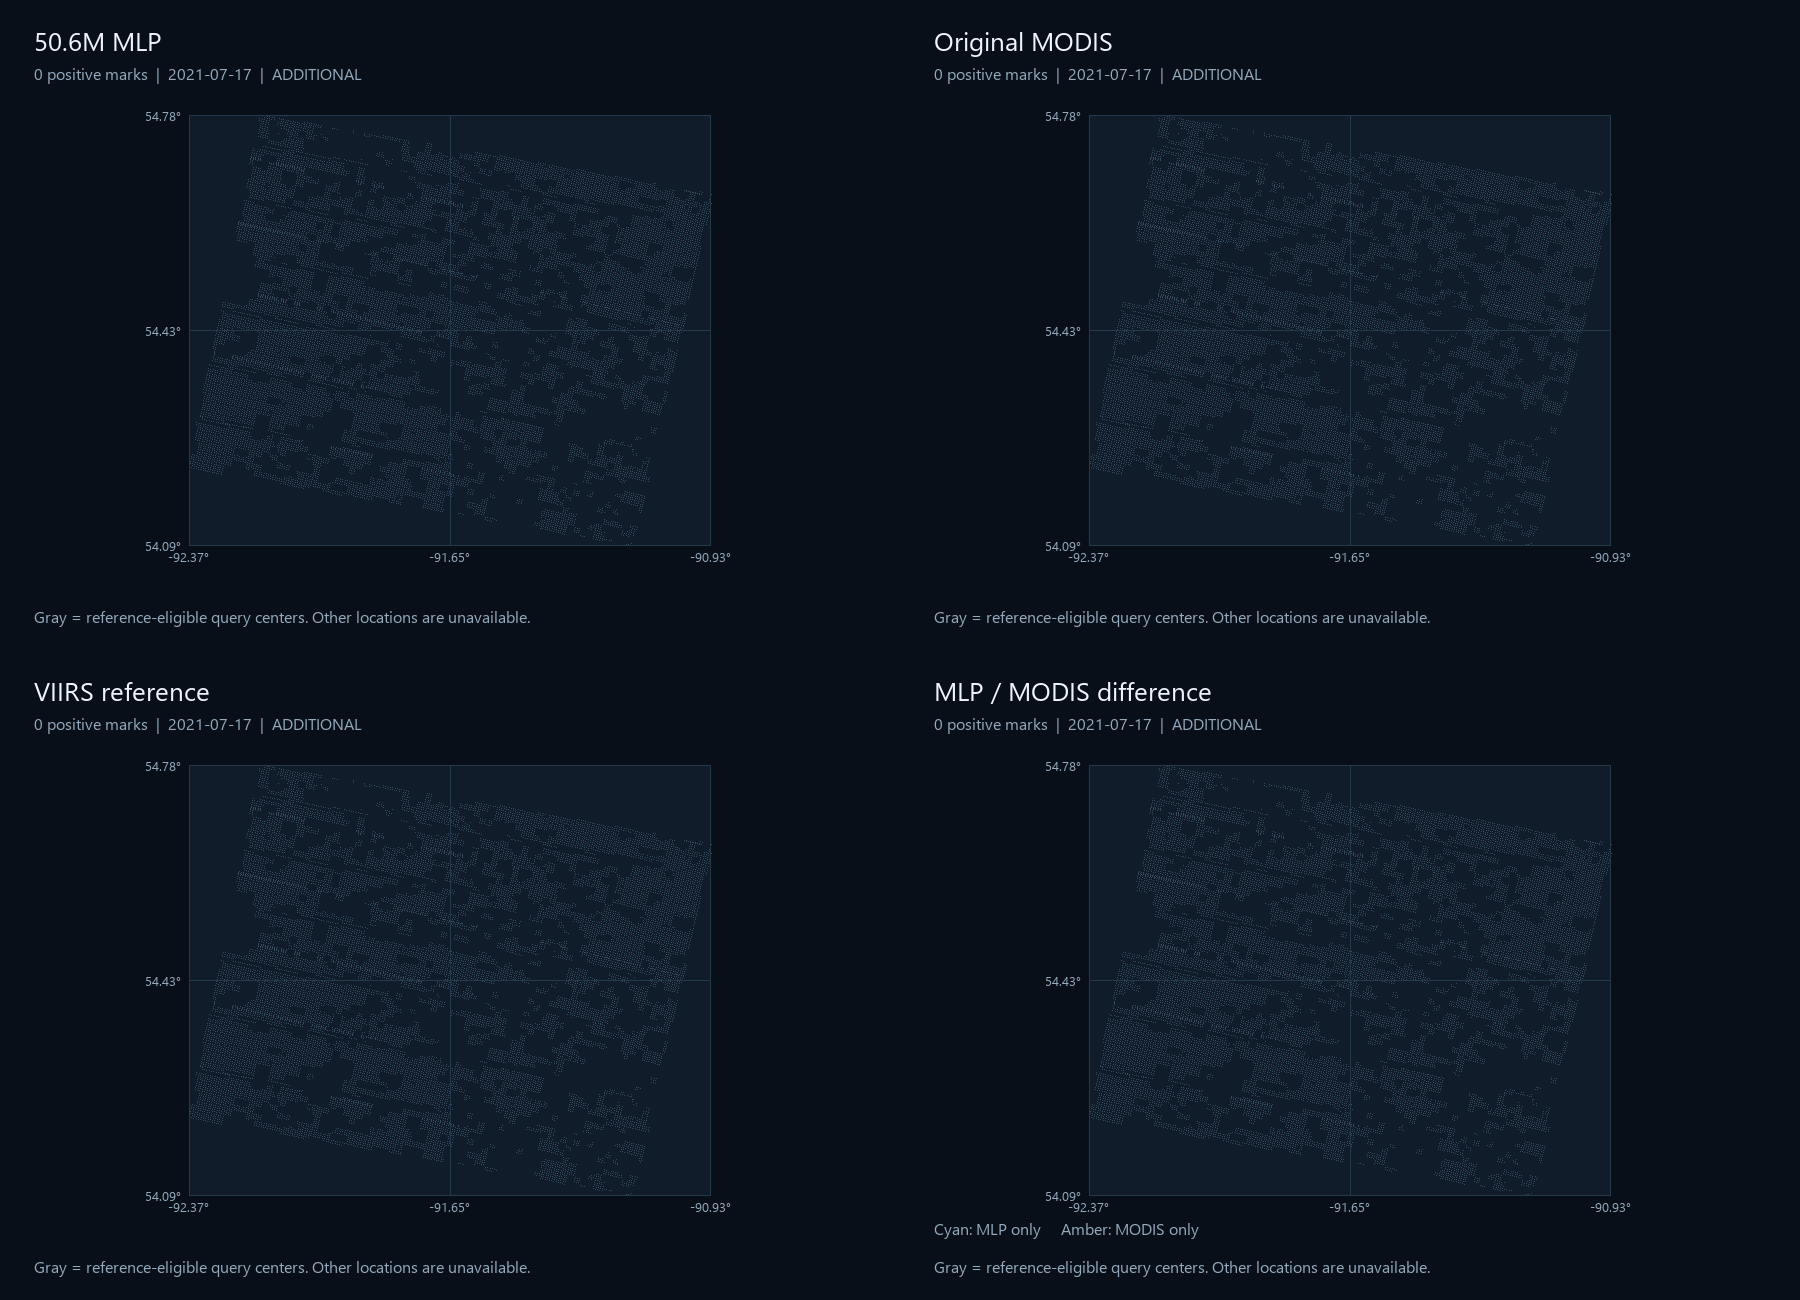 50.6M MLP
0 positive marks | 2021-07-17 | ADDITIONAL
54.78°
54.43°
54.09°
-92.37°
-91.65°
-90.93°
Gray = reference-eligible query centers. Other locations are unavailable.
Original MODIS
0 positive marks | 2021-07-17 | ADDITIONAL
54.78°
54.43°
54.09°
-92.37°
-91.65°
-90.93°
Gray = reference-eligible query centers. Other locations are unavailable.
VIIRS reference
0 positive marks | 2021-07-17 | ADDITIONAL
54.78°
54.43°
54.09°
-92.37°
-91.65°
-90.93°
Gray = reference-eligible query centers. Other locations are unavailable.
MLP / MODIS difference
0 positive marks | 2021-07-17 | ADDITIONAL
54.78°
54.43°
54.09°
-92.37°
-91.65°
-90.93°
Cyan: MLP only Amber: MODIS only
Gray = reference-eligible query centers. Other locations are unavailable.